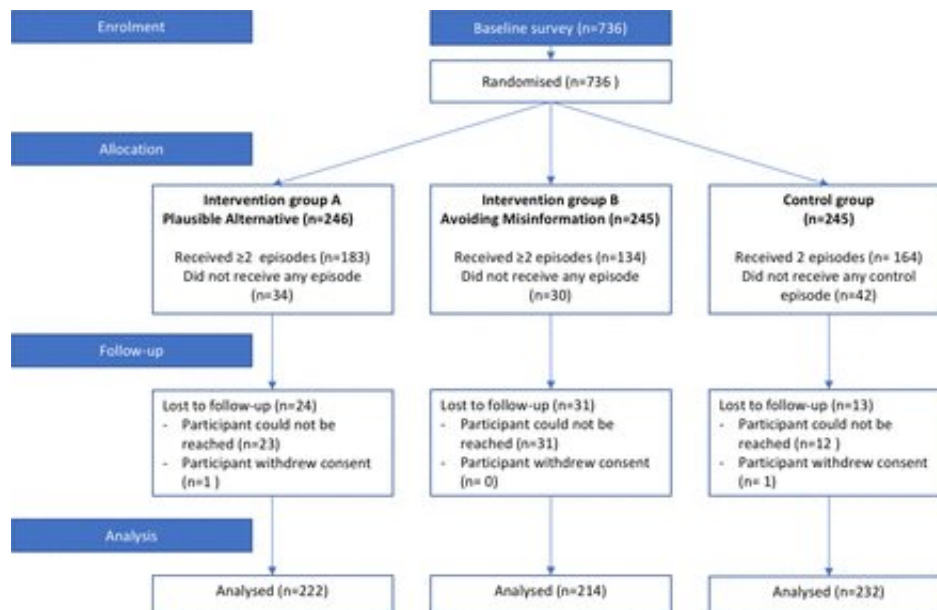 Enrolment
Baseline survey (n=736)
Randomised (n=736 )
Allocation
Intervention group A
Plausible Alternative (n=246)
Received ≥2 episodes (n=183)
Did not receive any episode
(n=34)
Intervention group B
Avoiding Misinformation (n=245)
Received ≥2 episodes (n=134)
Did not receive any episode
(n=30)
Control group
(n=245)
Received 2 episodes (n= 164)
Did not receive any control
episode (n=42)
Follow-up
Lost to follow-up (n=24)
- Participant could not be
reached (n=23)
- Participant withdrew consent
(n=1 )
Lost to follow-up (n=31)
- Participant could not be
reached (n=31)
- Participant withdrew consent
(n= 0)
Lost to follow-up (n=13)
- Participant could not be
reached (n=12 )
- Participant withdrew consent
(n= 1)
Analysis
Analysed (n=222)
Analysed (n=214)
Analysed (n=232)